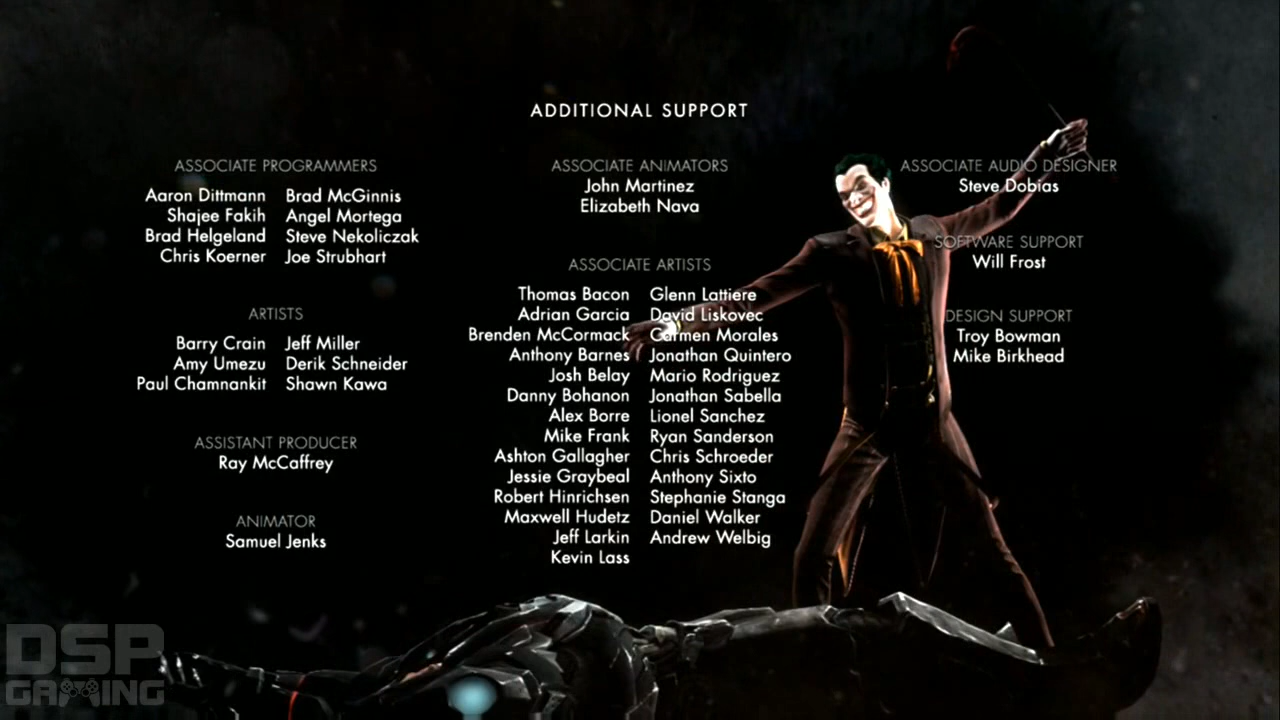 ADDITIONAL SUPPORT
ASSOCIATE PROGRAMMERS
Aaron Dittmann Brad McGinnis
Shajee Fakih Angel Mortega
Brad Helgeland Steve Nekoliczak
Chris Koerner Joe Strubhart
ARTISTS
Barry Crain Jeff Miller
Amy Umezu Derik Schneider
Paul Chamnankit Shawn Kawa
ASSISTANT PRODUCER
Ray McCaffrey
ANIMATOR
Samuel Jenks
ASSOCIATE ANIMATORS
John Martinez
Elizabeth Nava
ASSOCIATE ARTISTS
Thomas Bacon Glenn Lattiere
Adrian Garcia David Liskovec
Brenden McCormack Carmen Morales
Anthony Barnes Jonathan Quintero
Josh Belay Mario Rodriguez
Danny Bohanon Jonathan Sabella
Alex Borre Lionel Sanchez
Mike Frank Ryan Sanderson
Ashton Gallagher Chris Schroeder
Jessie Graybeal Anthony Sixto
Robert Hinrichsen Stephanie Stanga
Maxwell Hudetz Daniel Walker
Jeff Larkin Andrew Welbig
Kevin Lass
ASSOCIATE AUDIO DESIGNER
Steve Dobias
SOFTWARE SUPPORT
Will Frost
DESIGN SUPPORT
Troy Bowman
Mike Birkhead
DSP
GAMING